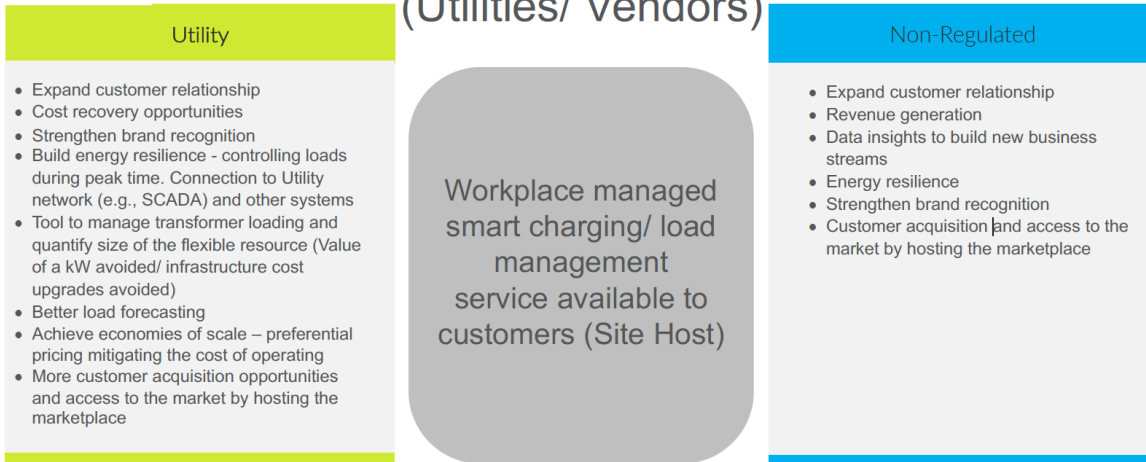 (Utilities/ Vendors)
Utility
• Expand customer relationship
• Cost recovery opportunities
• Strengthen brand recognition
• Build energy resilience - controlling loads
during peak time. Connection to Utility
network (e.g., SCADA) and other systems
• Tool to manage transformer loading and
quantify size of the flexible resource (Value
of a kW avoided/ infrastructure cost
upgrades avoided)
• Better load forecasting
• Achieve economies of scale – preferential
pricing mitigating the cost of operating
• More customer acquisition opportunities
and access to the market by hosting the
marketplace
Workplace managed
smart charging/ load
management
service available to
customers (Site Host)
Non-Regulated
• Expand customer relationship
• Revenue generation
• Data insights to build new business
streams
• Energy resilience
• Strengthen brand recognition
• Customer acquisition and access to the
market by hosting the marketplace